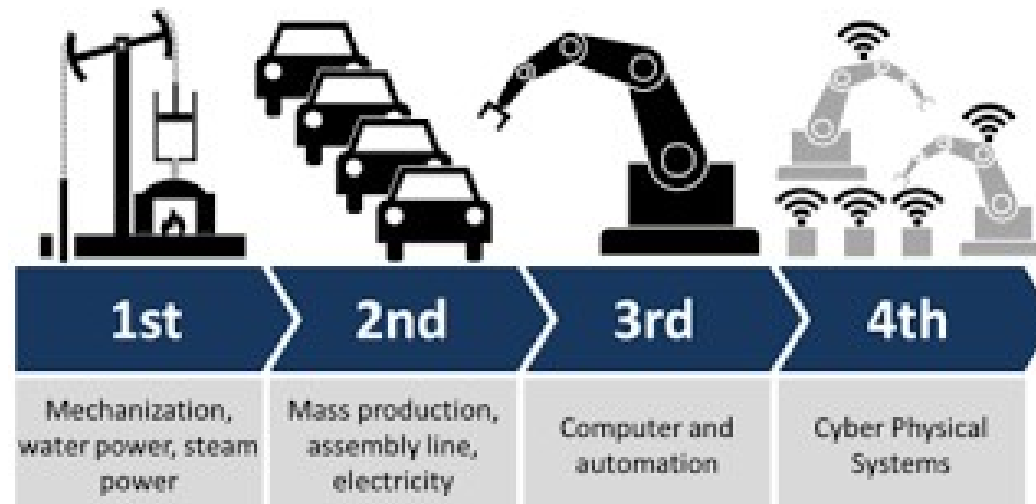 1st
2nd
3rd
4th
Mechanization,
water power, steam
power
Mass production,
assembly line,
electricity
Computer and
automation
Cyber Physical
Systems